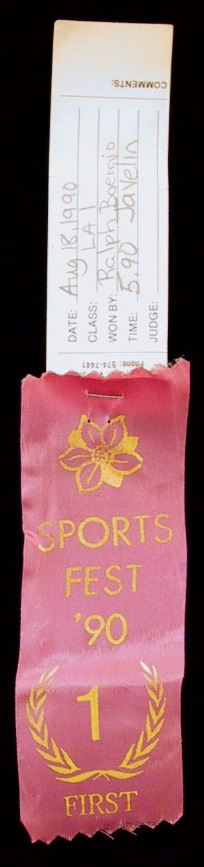 COMMENTS:
DATE: Aug 18, 1990
CLASS: LA 1
WON BY: Ralph Boernio
TIME: 5.90 Javelin
JUDGE:
Phone: 574-7441
SPORTS
FEST
'90
1
FIRST